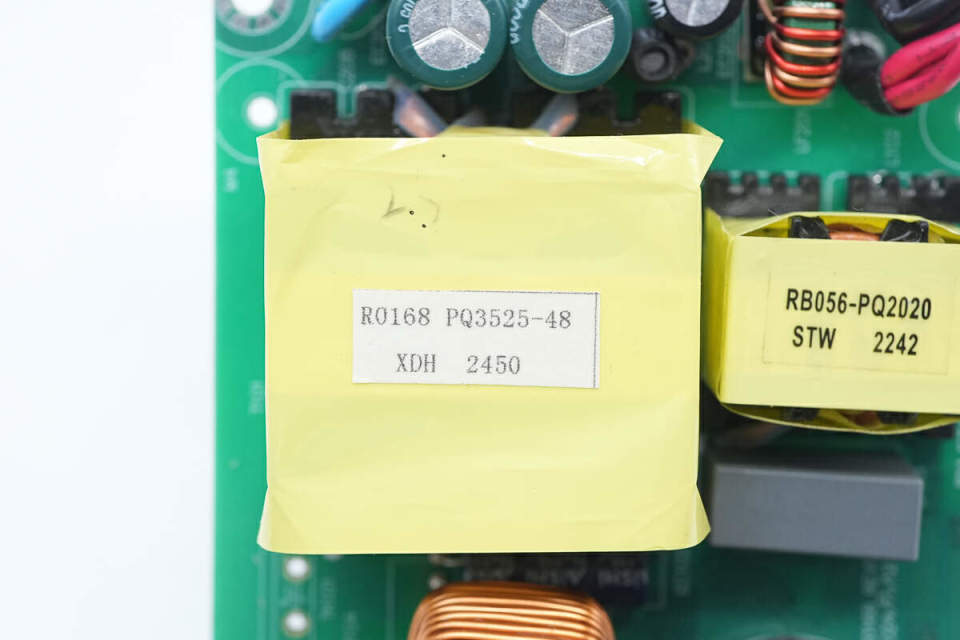 R0168 PQ3525-48
XDH 2450
RB056-PQ2020
STW 2242